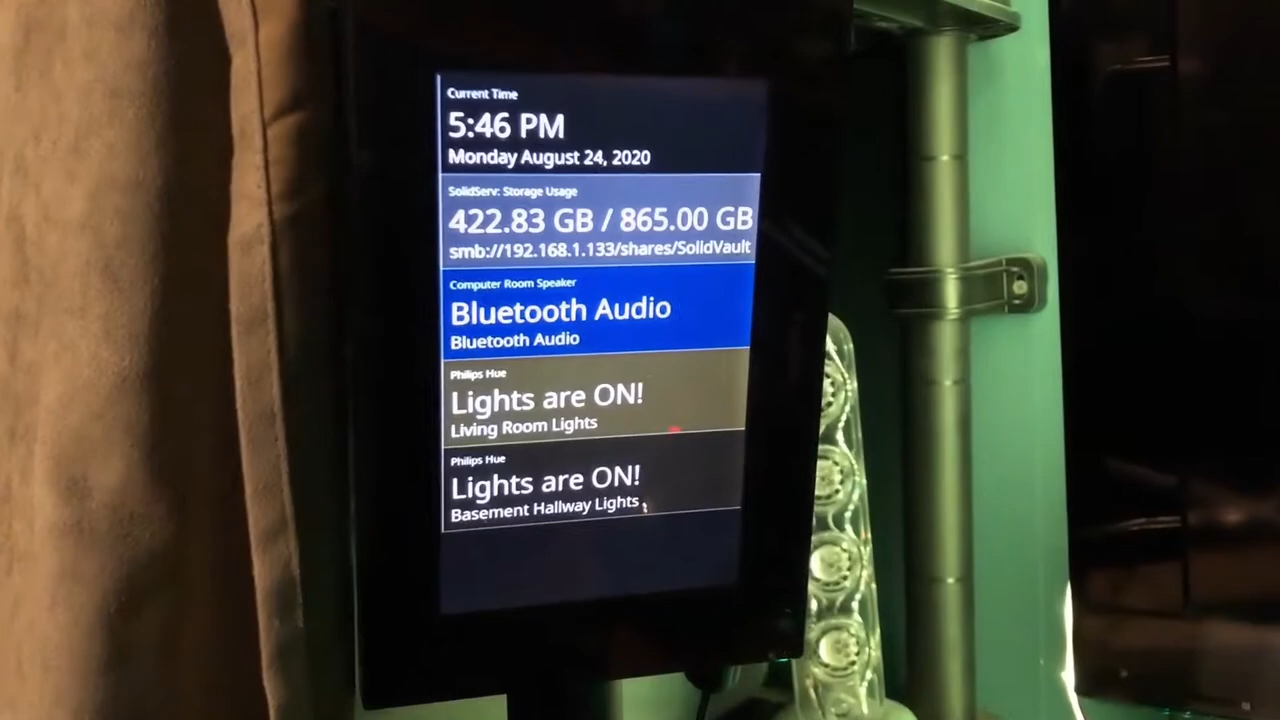 Current Time
5:46 PM
Monday August 24, 2020
SolidServ: Storage Usage
422.83 GB / 865.00 GB
smb://192.168.1.133/shares/SolidVault
Computer Room Speaker
Bluetooth Audio
Bluetooth Audio
Philips Hue
Lights are ON!
Living Room Lights
Philips Hue
Lights are ON!
Basement Hallway Lights